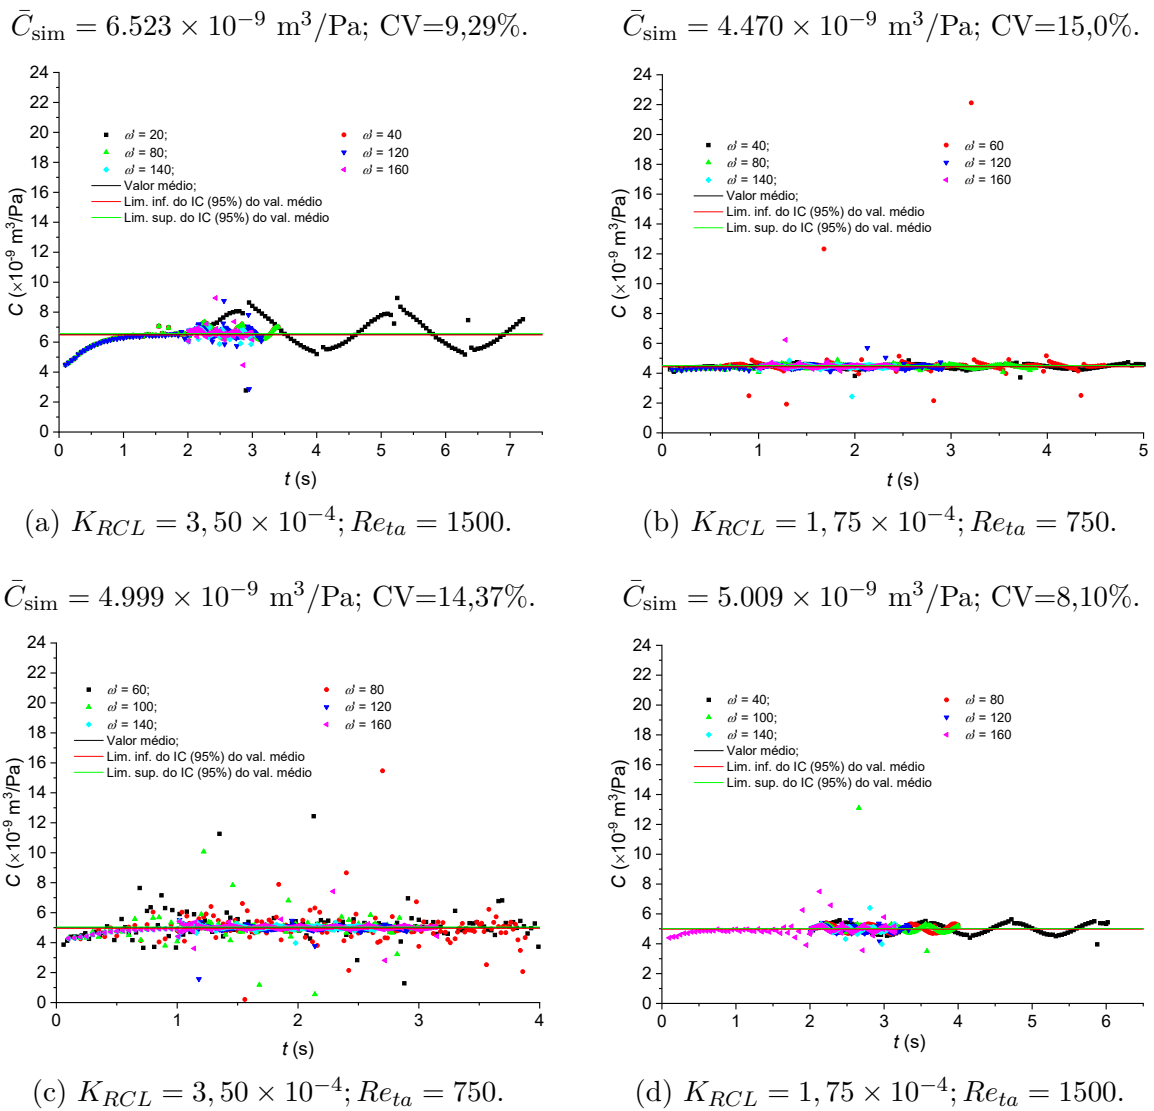 C̄sim = 6.523 × 10⁻⁹ m³/Pa; CV=9,29%.
24
22
20
18
16
14
12
10
8
6
4
2
0
C (×10⁻⁹ m³/Pa)
ω' = 20; ω' = 40
ω' = 80; ω' = 120
ω' = 140; ω' = 160
Valor médio;
Lim. inf. do IC (95%) do val. médio
Lim. sup. do IC (95%) do val. médio
0 1 2 3 4 5 6 7
t (s)
(a) K_RCL = 3, 50 × 10⁻⁴; Re_ta = 1500.
C̄sim = 4.470 × 10⁻⁹ m³/Pa; CV=15,0%.
24
22
20
18
16
14
12
10
8
6
4
2
0
C (×10⁻⁹ m³/Pa)
ω' = 40; ω' = 60
ω' = 80; ω' = 120
ω' = 140; ω' = 160
Valor médio;
Lim. inf. do IC (95%) do val. médio
Lim. sup. do IC (95%) do val. médio
0 1 2 3 4 5
t (s)
(b) K_RCL = 1, 75 × 10⁻⁴; Re_ta = 750.
C̄sim = 4.999 × 10⁻⁹ m³/Pa; CV=14,37%.
24
22
20
18
16
14
12
10
8
6
4
2
0
C (×10⁻⁹ m³/Pa)
ω' = 60; ω' = 80
ω' = 100; ω' = 120
ω' = 140; ω' = 160
Valor médio;
Lim. inf. do IC (95%) do val. médio
Lim. sup. do IC (95%) do val. médio
0 1 2 3 4
t (s)
(c) K_RCL = 3, 50 × 10⁻⁴; Re_ta = 750.
C̄sim = 5.009 × 10⁻⁹ m³/Pa; CV=8,10%.
24
22
20
18
16
14
12
10
8
6
4
2
0
C (×10⁻⁹ m³/Pa)
ω' = 40; ω' = 80
ω' = 100; ω' = 120
ω' = 140; ω' = 160
Valor médio;
Lim. inf. do IC (95%) do val. médio
Lim. sup. do IC (95%) do val. médio
0 1 2 3 4 5 6
t (s)
(d) K_RCL = 1, 75 × 10⁻⁴; Re_ta = 1500.